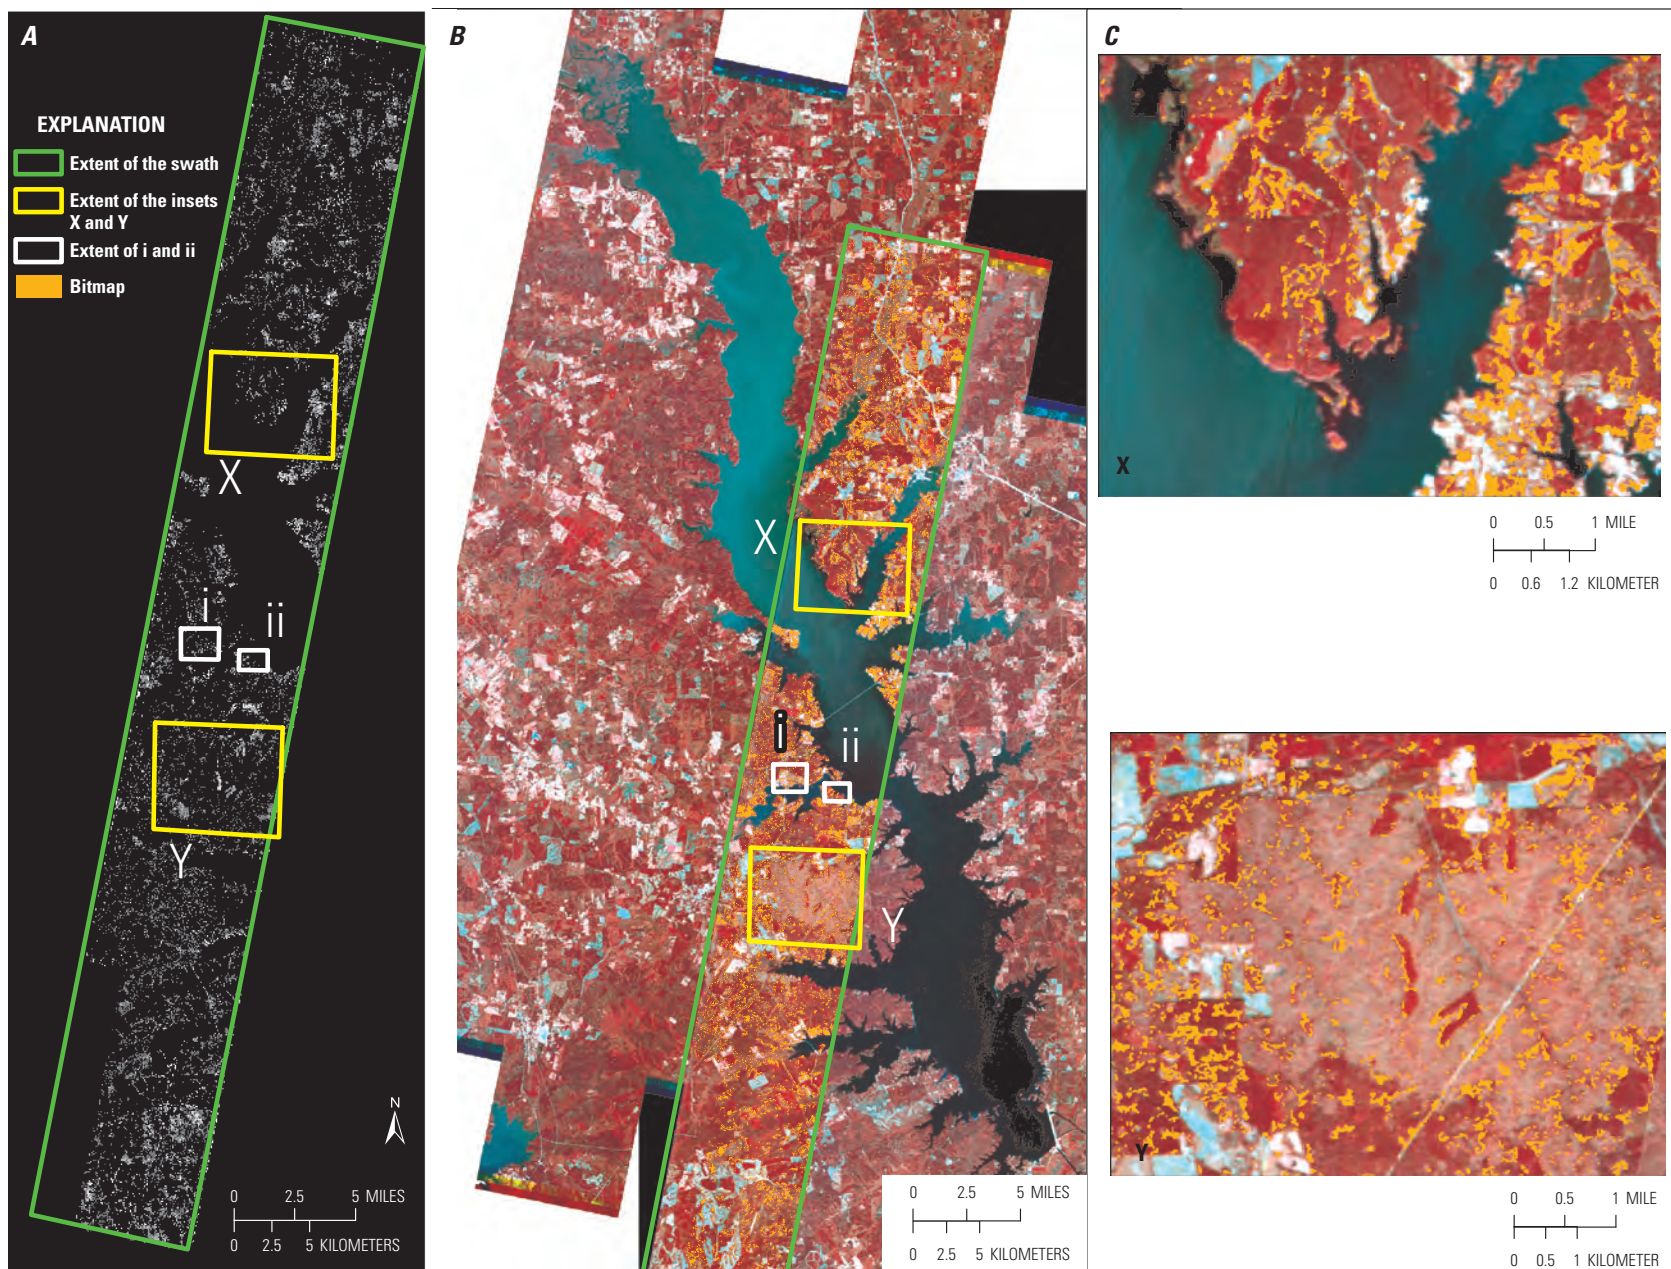 A
EXPLANATION
Extent of the swath
Extent of the insets
X and Y
Extent of i and ii
Bitmap
X
i
ii
Y
N
0 2.5 5 MILES
0 2.5 5 KILOMETERS
B
X
i
ii
Y
0 2.5 5 MILES
0 2.5 5 KILOMETERS
C
X
0 0.5 1 MILE
0 0.6 1.2 KILOMETER
Y
0 0.5 1 MILE
0 0.5 1 KILOMETER